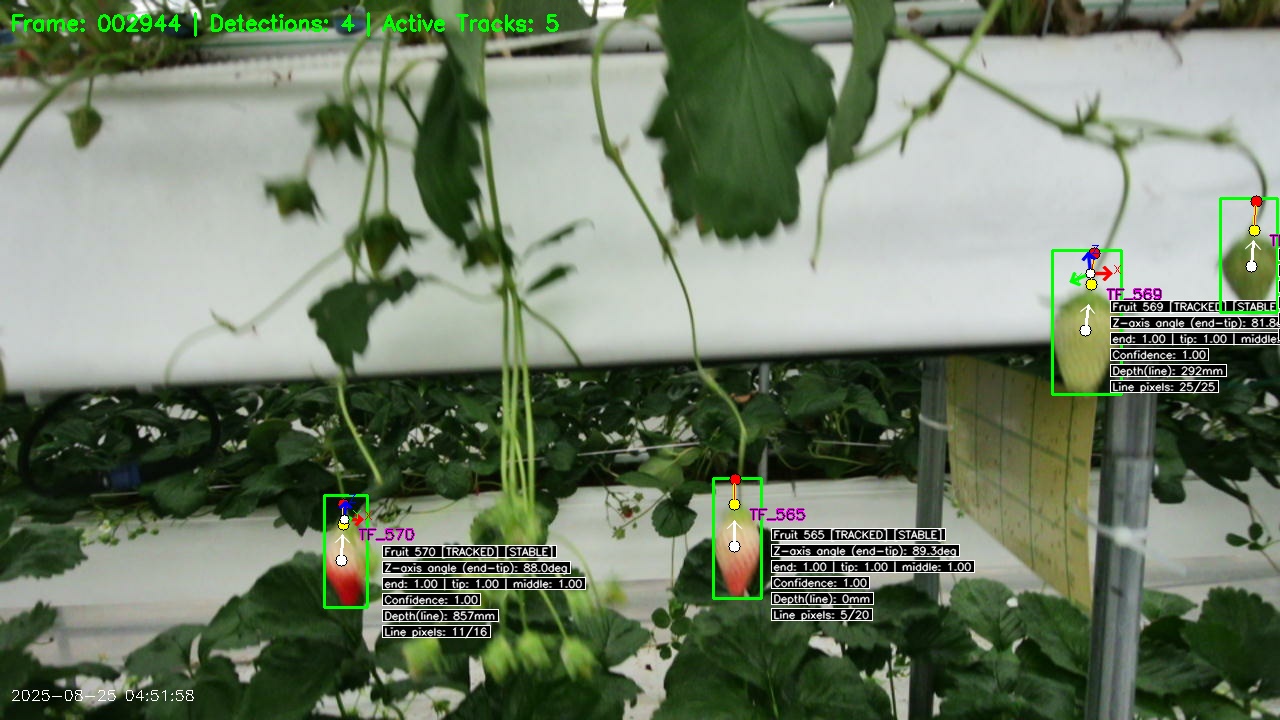 Frame: 002944 | Detections: 4 | Active Tracks: 5
TF_569
Fruit 569 [TRACKED] [STABLE]
Z-axis angle (end-tip): 81.8
end: 1.00 | tip: 1.00 | middle:
Confidence: 1.00
Depth(line): 292mm
Line pixels: 25/25
TF_565
Fruit 565 [TRACKED] [STABLE]
Z-axis angle (end-tip): 89.3deg
end: 1.00 | tip: 1.00 | middle: 1.00
Confidence: 1.00
Depth(line): 0mm
Line pixels: 5/20
TF_570
Fruit 570 [TRACKED] [STABLE]
Z-axis angle (end-tip): 88.0deg
end: 1.00 | tip: 1.00 | middle: 1.00
Confidence: 1.00
Depth(line): 857mm
Line pixels: 11/16
2025-08-25 04:51:58